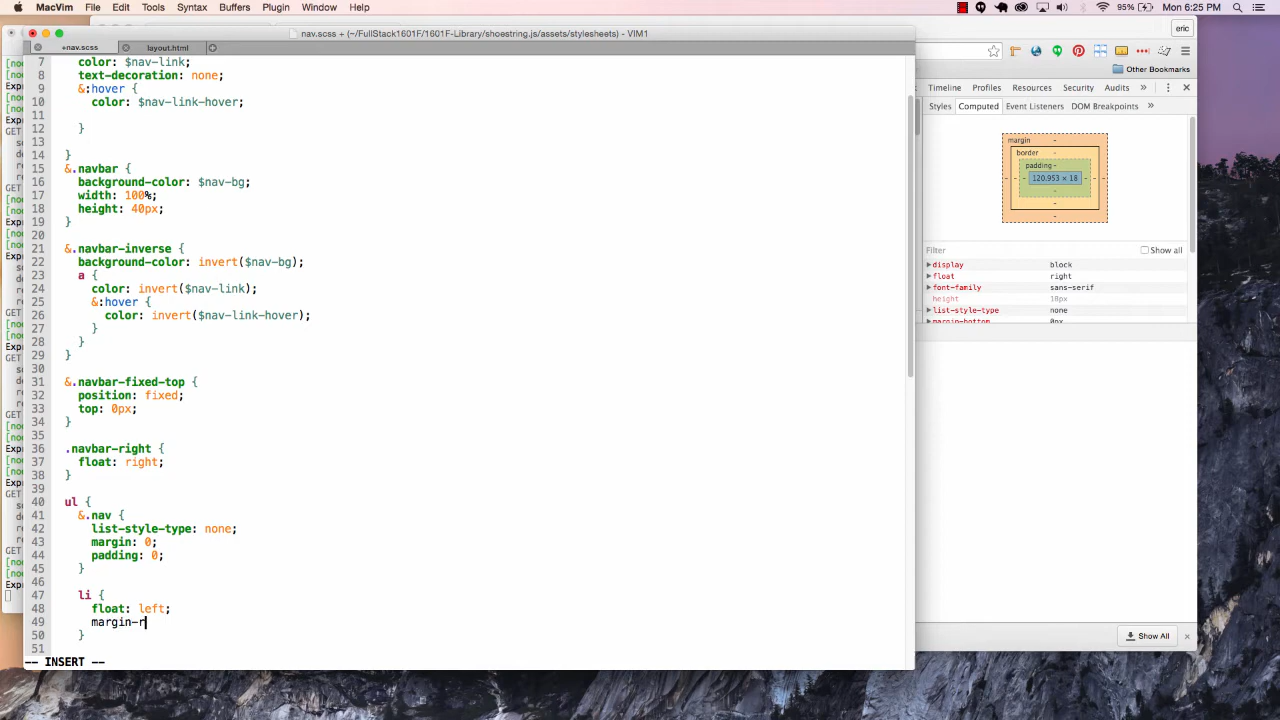 MacVim File Edit Tools Syntax Buffers Plugin Window Help
95% Mon 6:25 PM
eric
nav.scss + (~/FullStack1601F/1601F-Library/shoestring.js/assets/stylesheets) - VIM1
+nav.scss
layout.html
7 color: $nav-link;
8 text-decoration: none;
9 &:hover {
10 color: $nav-link-hover;
11
12 }
13
14 }
15 &.navbar {
16 background-color: $nav-bg;
17 width: 100%;
18 height: 40px;
19 }
20
21 &.navbar-inverse {
22 background-color: invert($nav-bg);
23 a {
24 color: invert($nav-link);
25 &:hover {
26 color: invert($nav-link-hover);
27 }
28 }
29 }
30
31 &.navbar-fixed-top {
32 position: fixed;
33 top: 0px;
34 }
35
36 .navbar-right {
37 float: right;
38 }
39
40 ul {
41 &.nav {
42 list-style-type: none;
43 margin: 0;
44 padding: 0;
45 }
46
47 li {
48 float: left;
49 margin-r
50 }
51
-- INSERT --
Other Bookmarks
Timeline Profiles Resources Security Audits »
Styles Computed Event Listeners DOM Breakpoints »
margin -
border -
padding -
- - - 120.953 × 18 - - -
-
-
-
Filter
Show all
display block
float right
font-family sans-serif
height 18px
list-style-type none
margin-bottom 0px
Show All